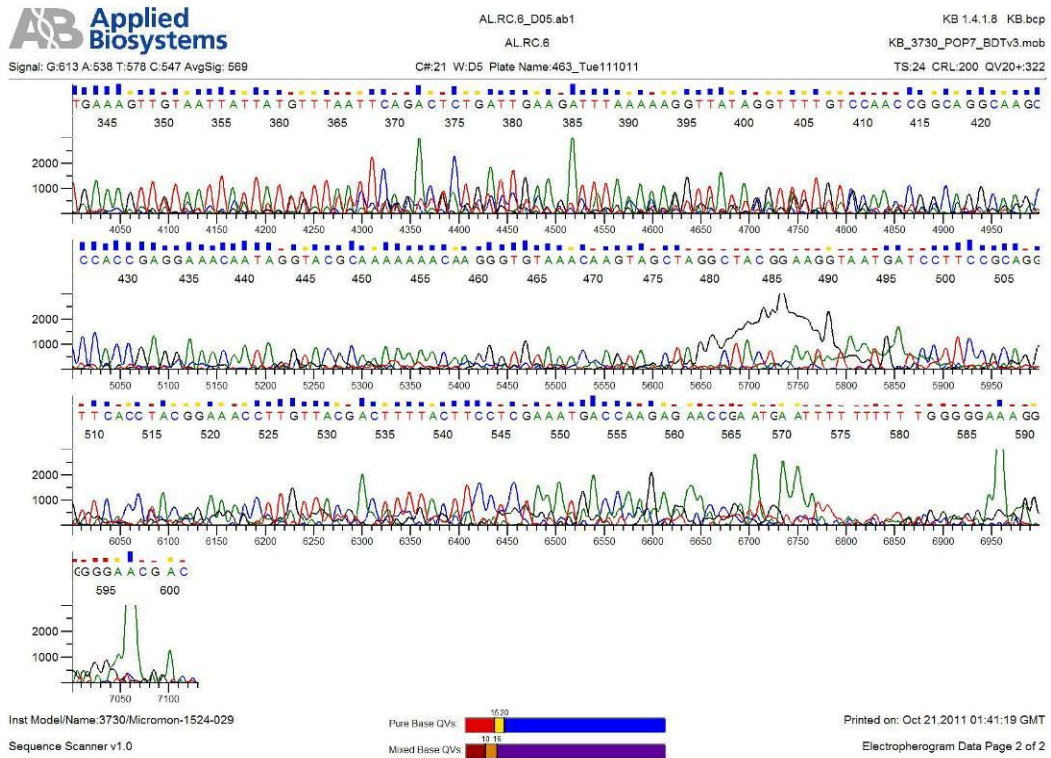 AB Applied Biosystems
AL.RC.6_D05.ab1
KB 1.4.1.8 KB.bcp
AL.RC.6
KB_3730_POP7_BDTv3.mob
Signal: G:613 A:538 T:578 C:547 AvgSig: 569
C#:21 W:D5 Plate Name:463_Tue111011
TS:24 CRL:200 QV20+:322
TGAAAGTTGTAATTATTATGTTTAATTCAGACTCTGATTGAAGATTTAAAAAGGTTATAGGTTTTGTCCAACCGGCAGGCAAGC
345 350 355 360 365 370 375 380 385 390 395 400 405 410 415 420
2000
1000
4050 4100 4150 4200 4250 4300 4350 4400 4450 4500 4550 4600 4650 4700 4750 4800 4850 4900 4950
CCACCGAGGAAACAATAGGTACGCAAAAAAACAAGGGTGTAAACAAGTAGCTAGGCTACGGAAGGTAATGATCCTTCCGCAGG
430 435 440 445 450 455 460 465 470 475 480 485 490 495 500 505
2000
1000
5050 5100 5150 5200 5250 5300 5350 5400 5450 5500 5550 5600 5650 5700 5750 5800 5850 5900 5950
TTCACCTACGGAAACCTTGTTACGACTTTTACTTCCTCGAAATGACCAAGAGAACCGAATGAATTTT TTTTT TGGGGGAAAGG
510 515 520 525 530 535 540 545 550 555 560 565 570 575 580 585 590
2000
1000
6050 6100 6150 6200 6250 6300 6350 6400 6450 6500 6550 6600 6650 6700 6750 6800 6850 6900 6950
GGGGAACGAC
595 600
2000
1000
7050 7100
Inst Model/Name:3730/Micromon-1524-029
Pure Base QVs: 15 20
Printed on: Oct 21,2011 01:41:19 GMT
Sequence Scanner v1.0
Mixed Base QVs: 10 16
Electropherogram Data Page 2 of 2